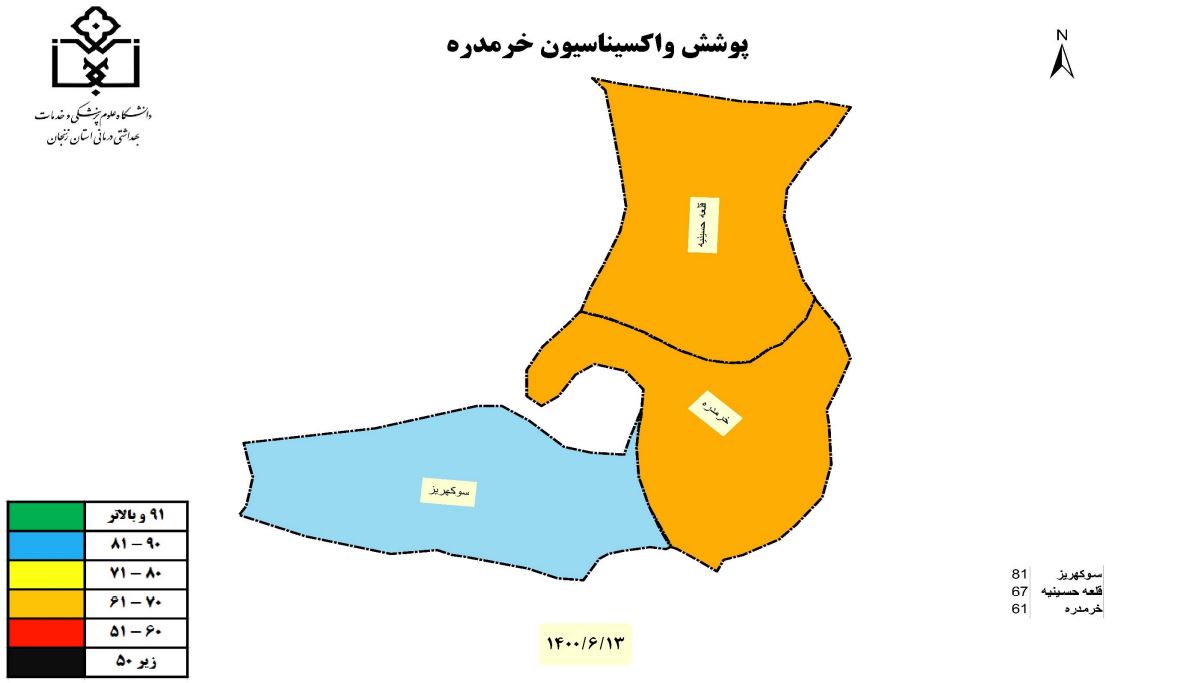 پوشش واکسیناسیون خرمدره
N
دانشگاه علوم پزشکی و خدمات
بهداشتی درمانی استان زنجان
قلعه حسینیه
خرمدره
سوکهریز
۹۱ و بالاتر
۸۱ – ۹۰
۷۱ – ۸۰
۶۱ – ۷۰
۵۱ – ۶۰
زیر ۵۰
سوکهریز 81
قلعه حسینیه 67
خرمدره 61
۱۴۰۰/۶/۱۳